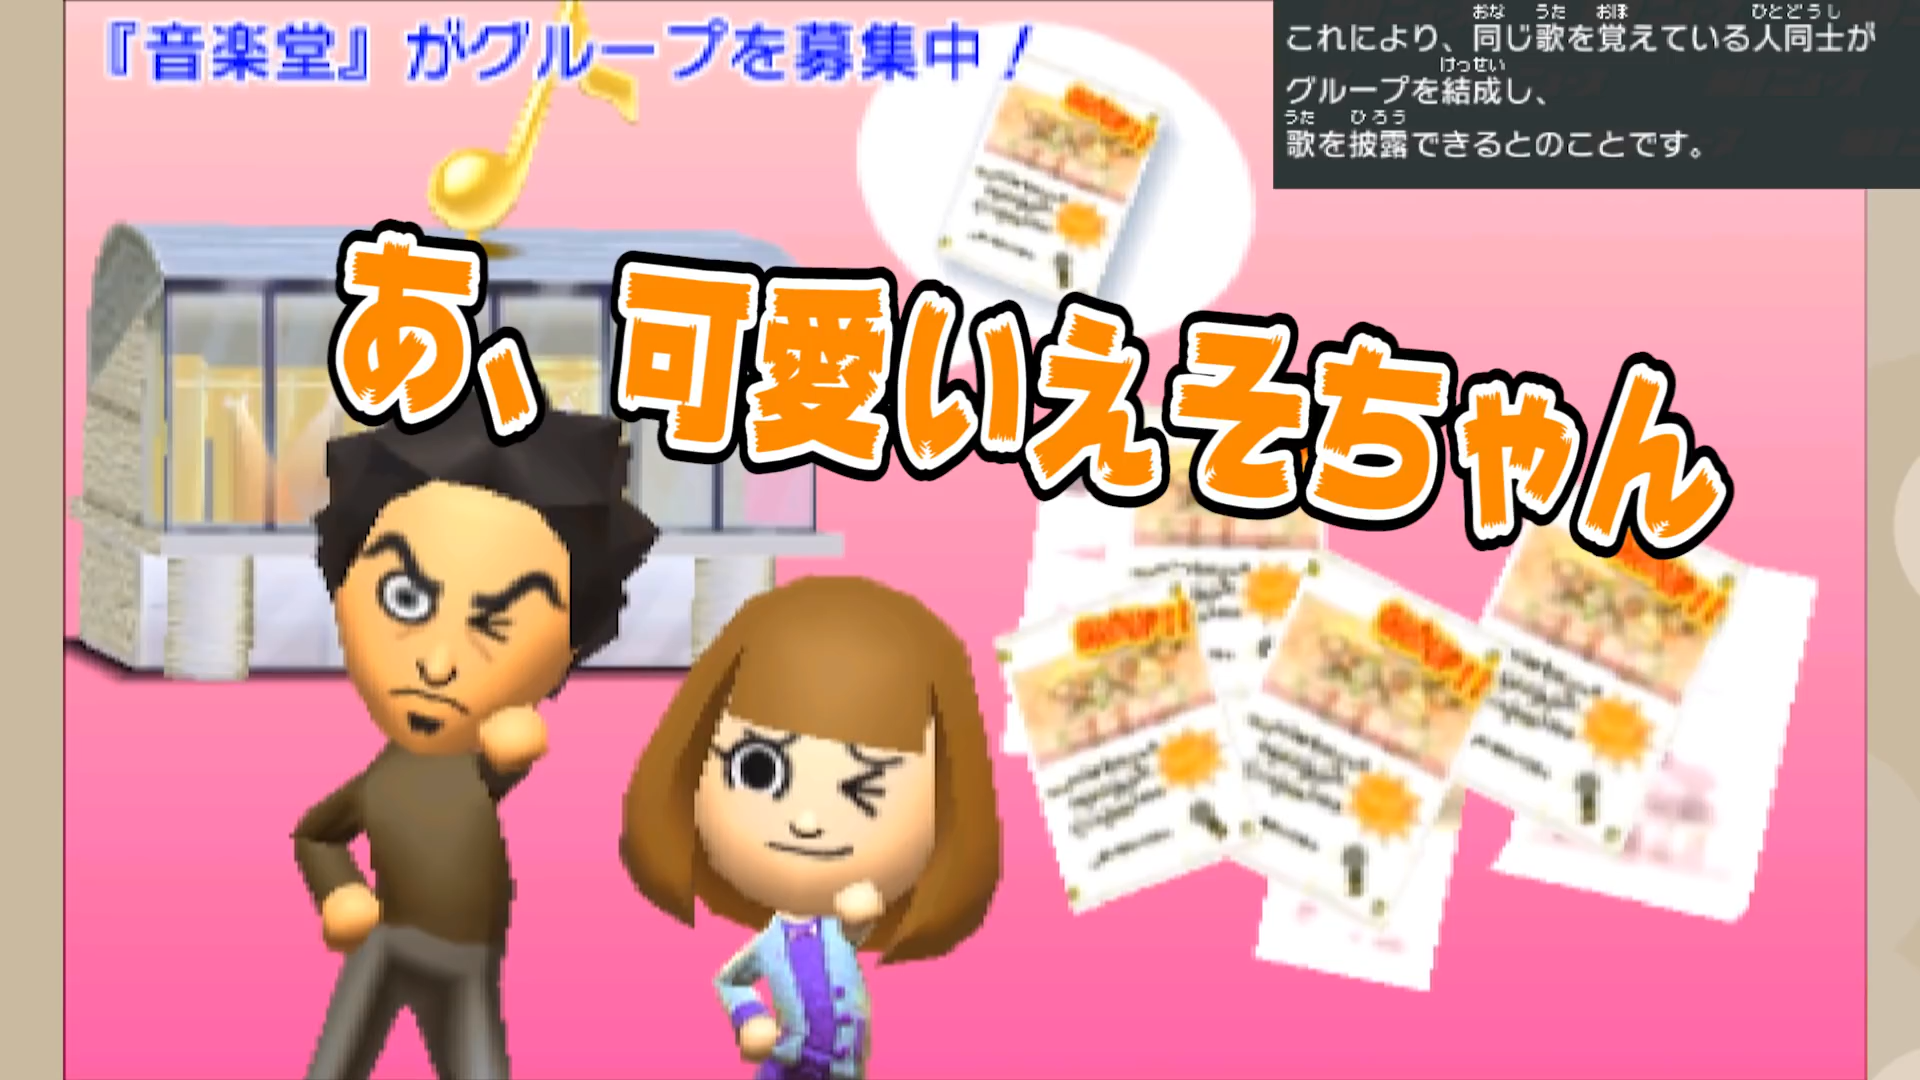 『音楽堂』がグループを募集中！
これにより、同じ歌を覚えている人同士が
グループを結成し、
歌を披露できるとのことです。
あ、可愛いえそちゃん